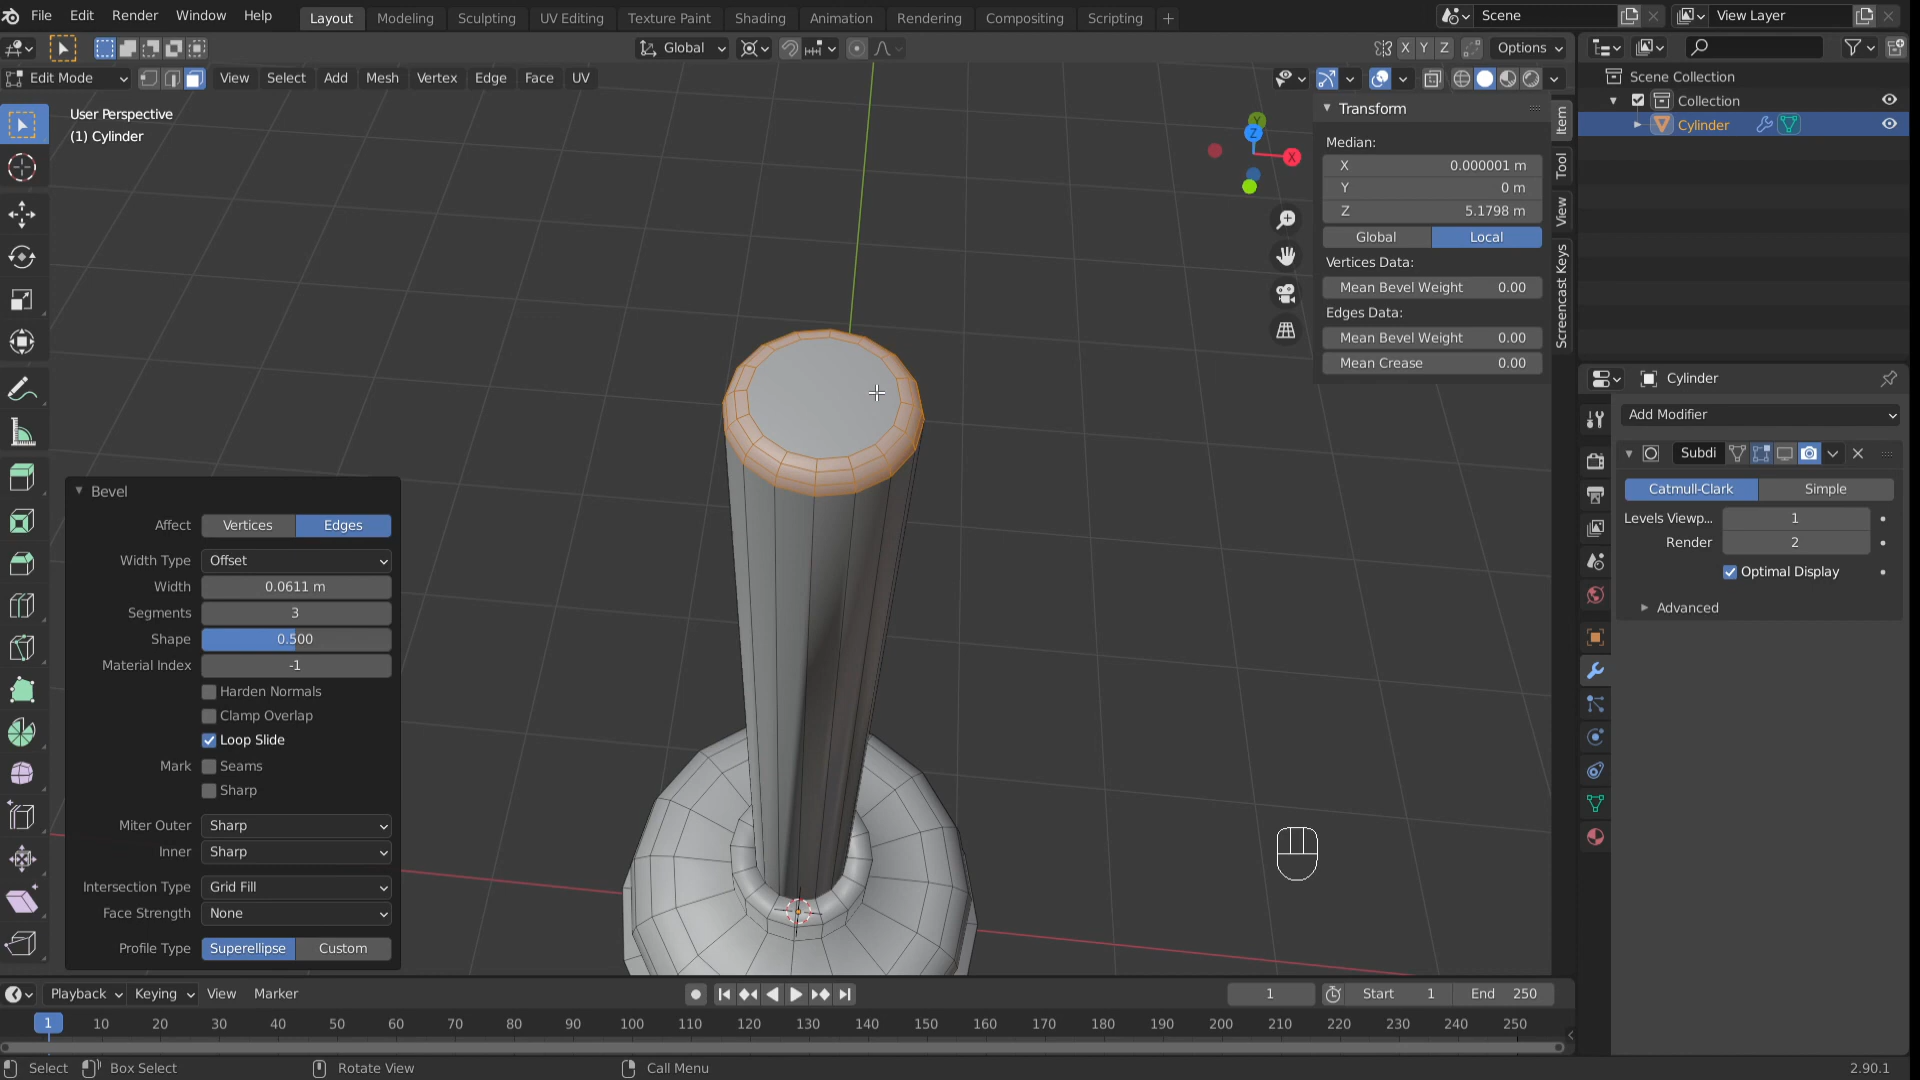 File Edit Render Window Help Layout Modeling Sculpting UV Editing Texture Paint Shading Animation Rendering Compositing Scripting + Scene View Layer
Global X Y Z Options
Edit Mode View Select Add Mesh Vertex Edge Face UV
User Perspective
(1) Cylinder
Y
Z
X
Transform
Median:
X 0.000001 m
Y 0 m
Z 5.1798 m
Global Local
Vertices Data:
Mean Bevel Weight 0.00
Edges Data:
Mean Bevel Weight 0.00
Mean Crease 0.00
Item
Tool
View
Screencast Keys
Scene Collection
Collection
Cylinder
Cylinder
Add Modifier
Subdi
Catmull-Clark Simple
Levels Viewp... 1
Render 2
Optimal Display
Advanced
Bevel
Affect Vertices Edges
Width Type Offset
Width 0.0611 m
Segments 3
Shape 0.500
Material Index -1
Harden Normals
Clamp Overlap
Loop Slide
Mark Seams
Sharp
Miter Outer Sharp
Inner Sharp
Intersection Type Grid Fill
Face Strength None
Profile Type Superellipse Custom
Playback Keying View Marker 1 Start 1 End 250
1 10 20 30 40 50 60 70 80 90 100 110 120 130 140 150 160 170 180 190 200 210 220 230 240 250
Select Box Select Rotate View Call Menu 2.90.1